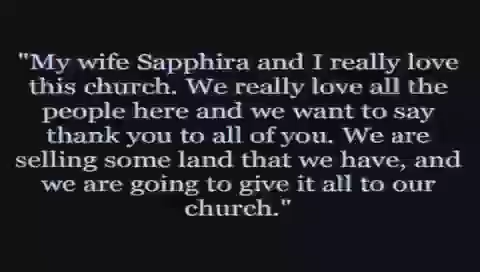 "My wife Sapphira and I really love
this church. We really love all the
people here and we want to say
thank you to all of you. We are
selling some land that we have, and
we are going to give it all to our
church."